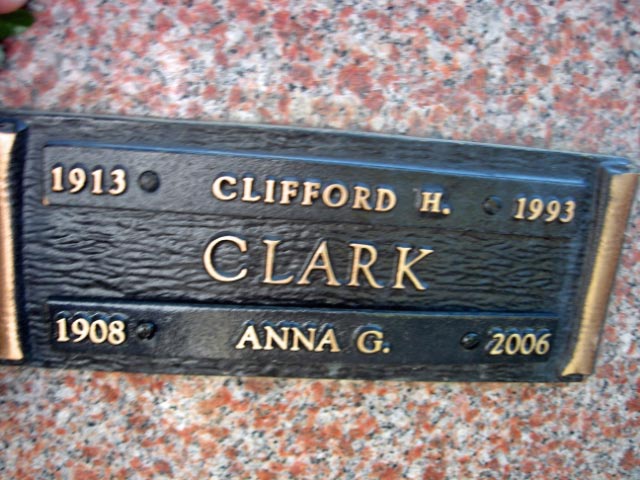 1913 CLIFFORD H. 1993
CLARK
1908 ANNA G. 2006